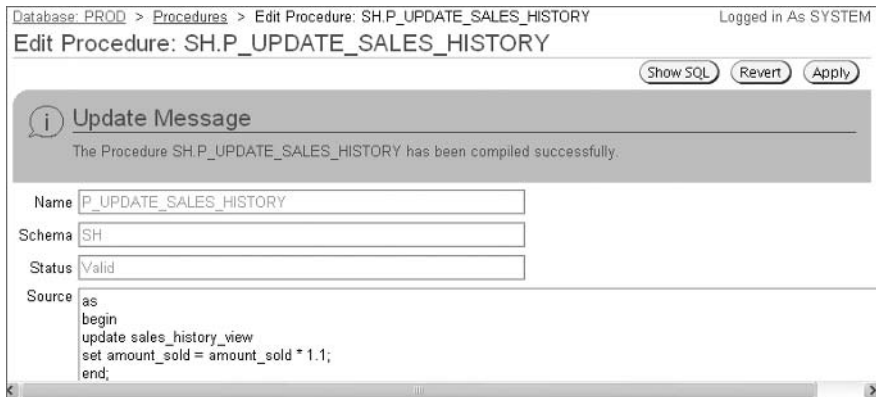 Database: PROD > Procedures > Edit Procedure: SH.P_UPDATE_SALES_HISTORY Logged in As SYSTEM
Edit Procedure: SH.P_UPDATE_SALES_HISTORY
Show SQL Revert Apply
i Update Message
The Procedure SH.P_UPDATE_SALES_HISTORY has been compiled successfully.
Name P_UPDATE_SALES_HISTORY
Schema SH
Status Valid
Source as
begin
update sales_history_view
set amount_sold = amount_sold * 1.1;
end;